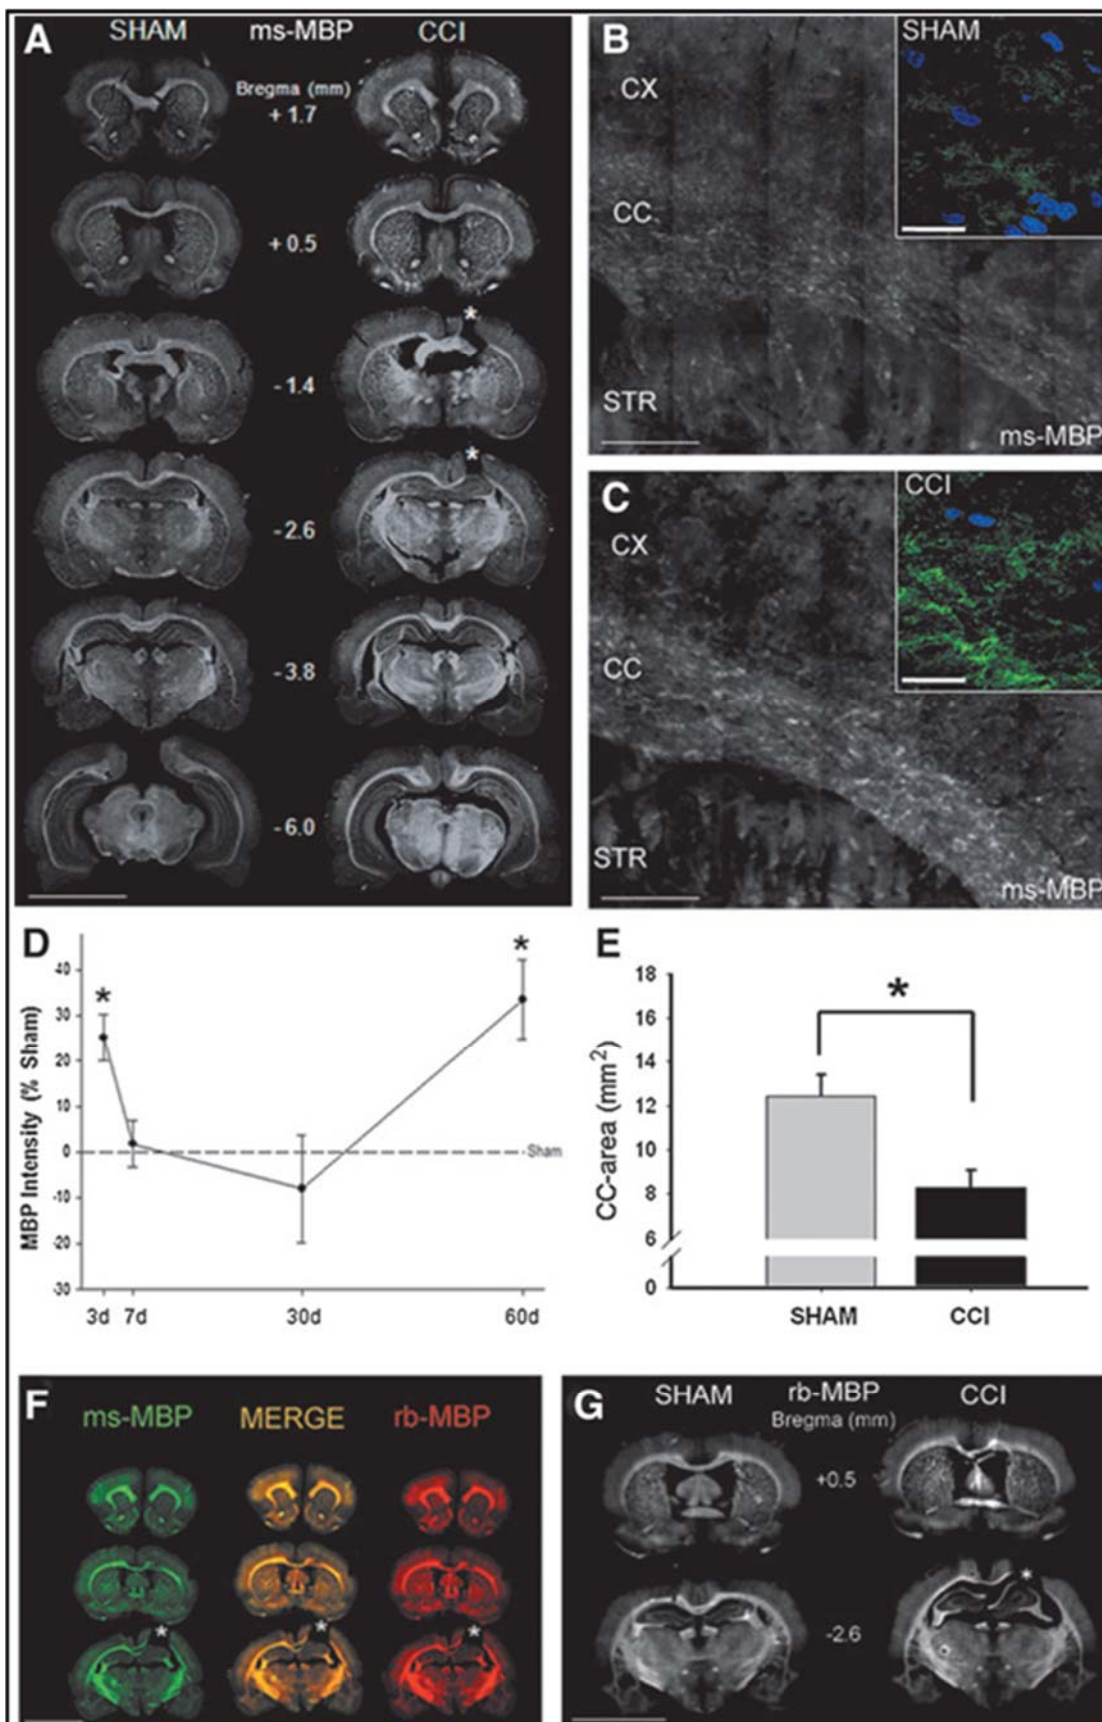 A SHAM ms-MBP CCI
Bregma (mm)
+ 1.7
+ 0.5
*
- 1.4
*
- 2.6
- 3.8
- 6.0
B
SHAM
CX
CC
STR
ms-MBP
C
CCI
CX
CC
STR
ms-MBP
D
MBP Intensity (% Sham)
40
30
20
10
0
-10
-20
-30
*
*
Sham
3d 7d 30d 60d
E
CC-area (mm²)
18
16
14
12
10
8
6
0
*
SHAM CCI
F
ms-MBP MERGE rb-MBP
* * *
G
SHAM rb-MBP CCI
Bregma (mm)
+0.5
*
-2.6